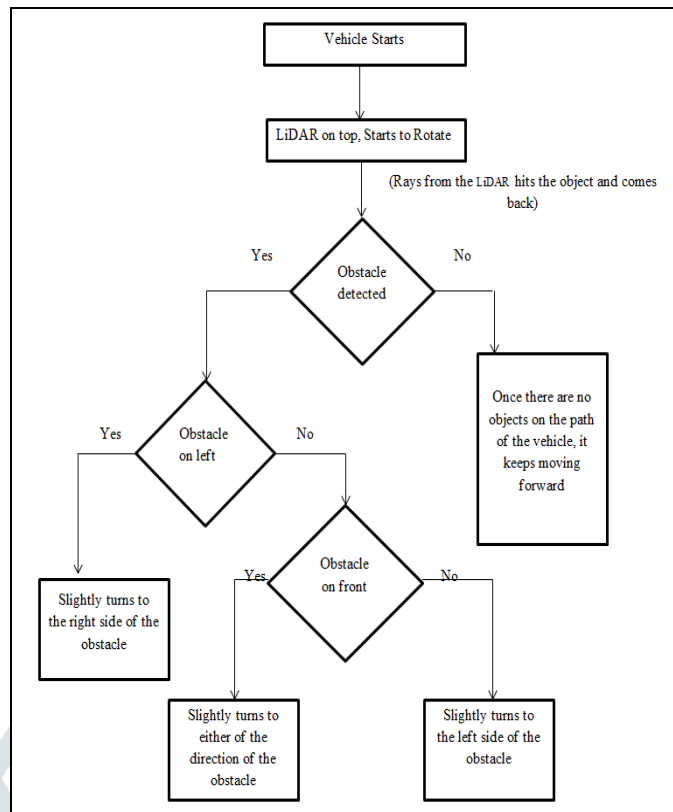 Vehicle Starts
LiDAR on top, Starts to Rotate
(Rays from the LiDAR hits the object and comes
back)
Yes
No
Obstacle
detected
Once there are no
objects on the path
of the vehicle, it
keeps moving
forward
Yes
Obstacle
on left
No
Obstacle
on front
Yes
No
Slightly turns to
the right side of the
obstacle
Slightly turns to
either of the
direction of the
obstacle
Slightly turns to
the left side of the
obstacle